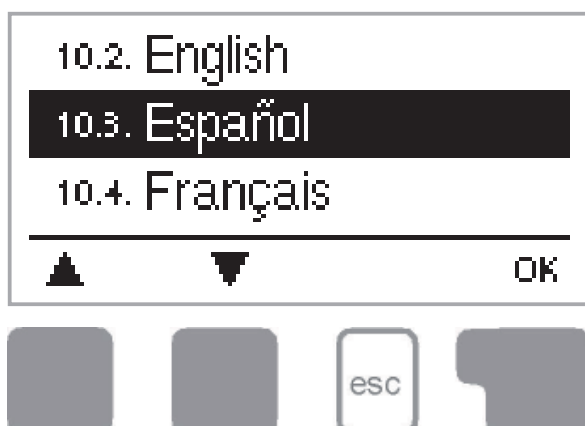 10.2. English
10.3. Español
10.4. Français
OK
esc